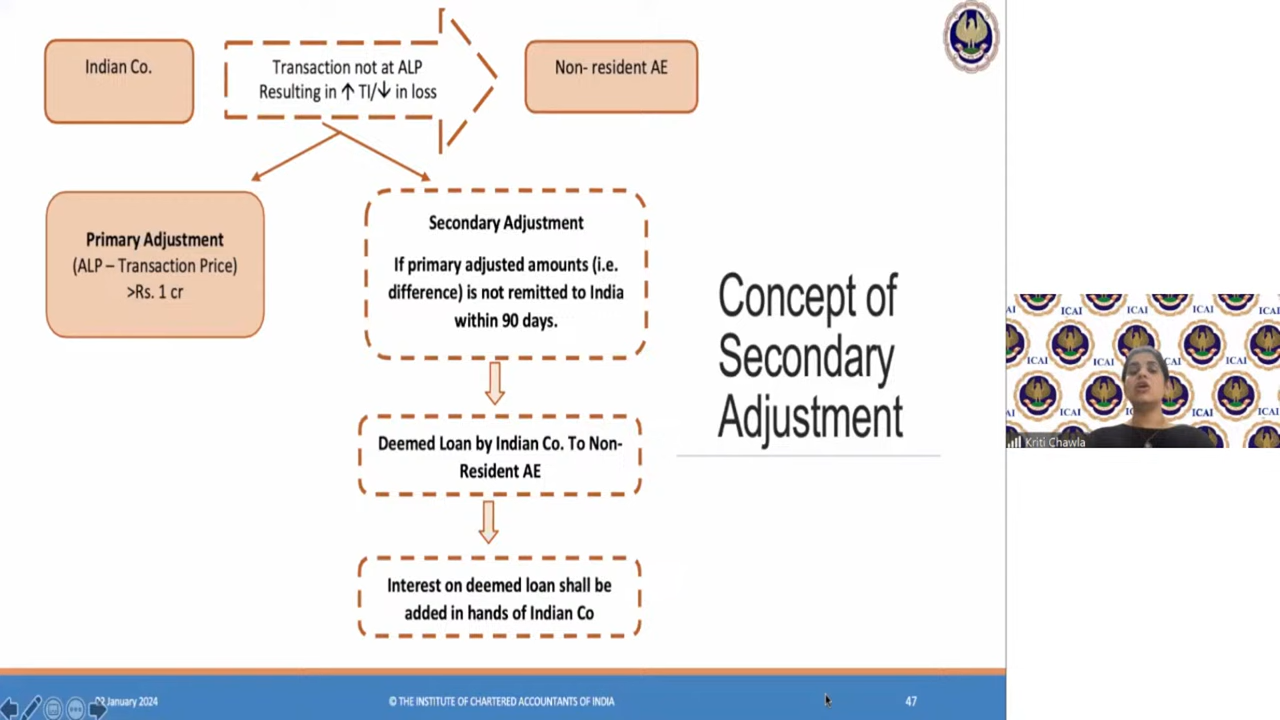 Indian Co.
Transaction not at ALP
Resulting in ↑ TI/↓ in loss
Non- resident AE
Primary Adjustment
(ALP – Transaction Price)
>Rs. 1 cr
Secondary Adjustment
If primary adjusted amounts (i.e.
difference) is not remitted to India
within 90 days.
Deemed Loan by Indian Co. To Non-
Resident AE
Interest on deemed loan shall be
added in hands of Indian Co
Concept of
Secondary
Adjustment
ICAI
ICAI
ICAI
ICAI
Kriti Chawla
January 2024
© THE INSTITUTE OF CHARTERED ACCOUNTANTS OF INDIA
47